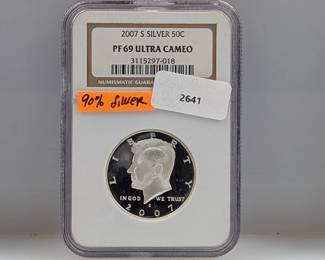 2007 S SILVER 50C
PF 69 ULTRA CAMEO
3115297-018
NUMISMATIC GUARAN
90% SILVER
2641
LIBERTY
IN GOD WE TRUST
S
2007